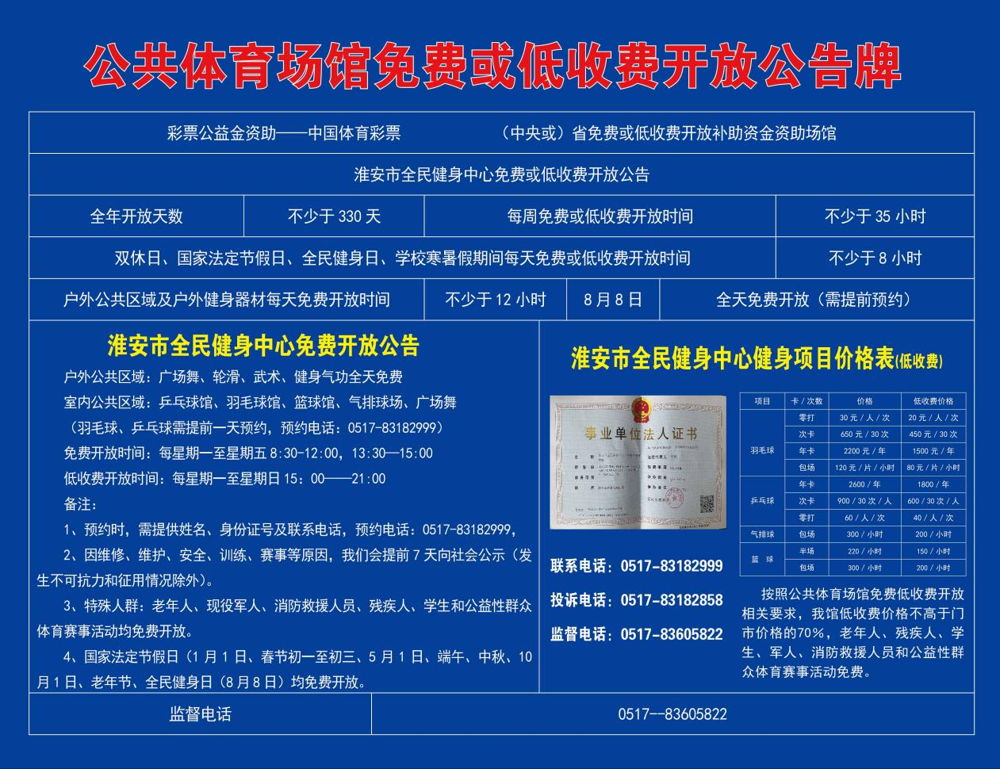 公共体育场馆免费或低收费开放公告牌
彩票公益金资助——中国体育彩票 （中央或）省免费或低收费开放补助资金资助场馆
淮安市全民健身中心免费或低收费开放公告
全年开放天数 不少于 330 天 每周免费或低收费开放时间 不少于 35 小时
双休日、国家法定节假日、全民健身日、学校寒暑假期间每天免费或低收费开放时间 不少于 8 小时
户外公共区域及户外健身器材每天免费开放时间 不少于 12 小时 8 月 8 日 全天免费开放（需提前预约）
淮安市全民健身中心免费开放公告
户外公共区域：广场舞、轮滑、武术、健身气功全天免费
室内公共区域：乒乓球馆、羽毛球馆、篮球馆、气排球场、广场舞
（羽毛球、乒乓球需提前一天预约，预约电话：0517-83182999）
免费开放时间：每星期一至星期五 8:30-12:00，13:30—15:00
低收费开放时间：每星期一至星期日 15：00——21:00
备注：
1、预约时，需提供姓名、身份证号及联系电话，预约电话：0517-83182999，
2、因维修、维护、安全、训练、赛事等原因，我们会提前 7 天向社会公示（发
生不可抗力和征用情况除外）。
3、特殊人群：老年人、现役军人、消防救援人员、残疾人、学生和公益性群众
体育赛事活动均免费开放。
4、国家法定节假日（1 月 1 日、春节初一至初三、5 月 1 日、端午、中秋、10
月 1 日、老年节、全民健身日（8 月 8 日）均免费开放。
淮安市全民健身中心健身项目价格表(低收费)
事业单位法人证书
联系电话：0517-83182999
投诉电话：0517-83182858
监督电话：0517-83605822
项目 卡 / 次数 价格 低收费价格
羽毛球 零打 30 元 / 人 / 次 20 元 / 人 / 次
次卡 650 元 / 30 次 450 元 / 30 次
年卡 2200 元 / 年 1500 元 / 年
包场 120 元 / 片 / 小时 80 元 / 片 / 小时
乒乓球 年卡 2600 / 年 1800 / 年
次卡 900 / 30 次 / 人 600 / 30 次 / 人
零打 60 / 人 / 次 40 / 人 / 次
气排球 包场 300 / 小时 200 / 小时
篮 球 半场 220 / 小时 150 / 小时
包场 300 / 小时 200 / 小时
按照公共体育场馆免费低收费开放
相关要求，我馆低收费价格不高于门
市价格的70%，老年人、残疾人、学
生、军人、消防救援人员和公益性群
众体育赛事活动免费。
监督电话 0517--83605822